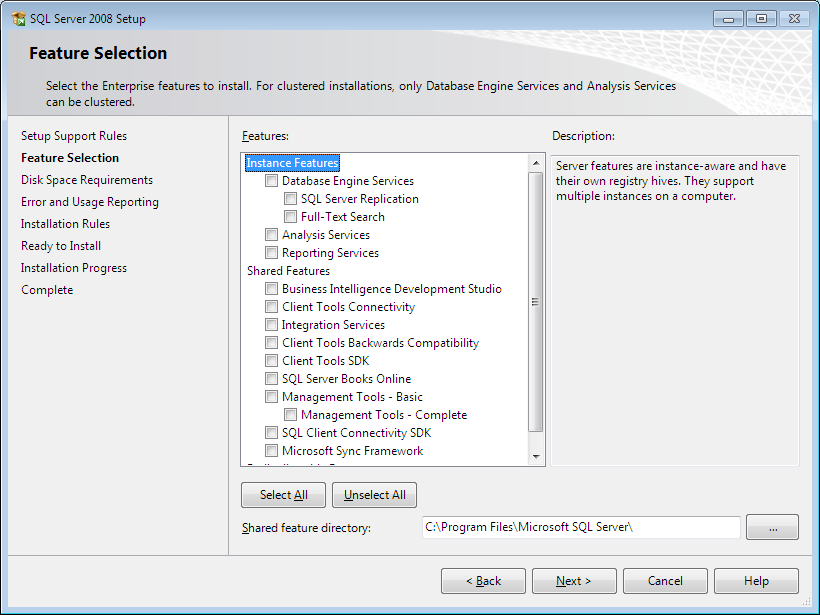 SQL Server 2008 Setup
Feature Selection
Select the Enterprise features to install. For clustered installations, only Database Engine Services and Analysis Services
can be clustered.
Setup Support Rules
Feature Selection
Disk Space Requirements
Error and Usage Reporting
Installation Rules
Ready to Install
Installation Progress
Complete
Features:
Instance Features
Database Engine Services
SQL Server Replication
Full-Text Search
Analysis Services
Reporting Services
Shared Features
Business Intelligence Development Studio
Client Tools Connectivity
Integration Services
Client Tools Backwards Compatibility
Client Tools SDK
SQL Server Books Online
Management Tools - Basic
Management Tools - Complete
SQL Client Connectivity SDK
Microsoft Sync Framework
Description:
Server features are instance-aware and have
their own registry hives. They support
multiple instances on a computer.
Select All
Unselect All
Shared feature directory:
C:\Program Files\Microsoft SQL Server\
...
< Back
Next >
Cancel
Help